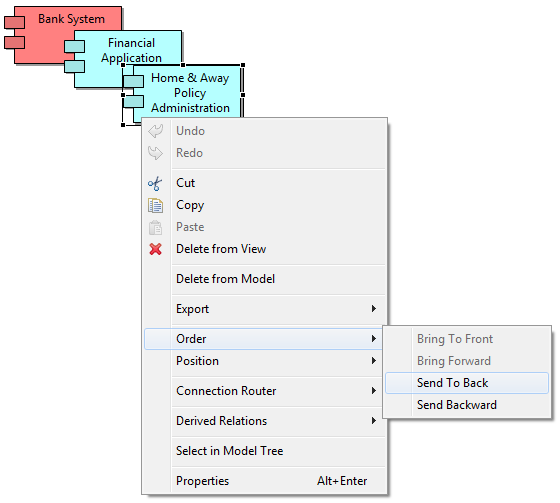 Bank System
Financial
Application
Home & Away
Policy
Administration
Undo
Redo
Cut
Copy
Paste
Delete from View
Delete from Model
Export
Order
Position
Connection Router
Derived Relations
Select in Model Tree
Properties Alt+Enter
Bring To Front
Bring Forward
Send To Back
Send Backward